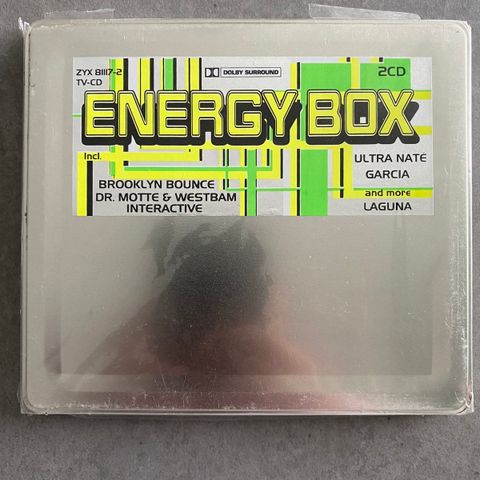 ZYX 81117-2
TV-CD
DOLBY SURROUND
2CD
ENERGY BOX
Incl.
BROOKLYN BOUNCE
DR. MOTTE & WESTBAM
INTERACTIVE
ULTRA NATE
GARCIA
and more
LAGUNA